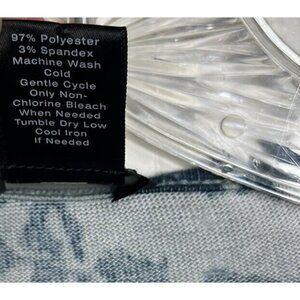 97% Polyester
3% Spandex
Machine Wash
Cold
Gentle Cycle
Only Non-
Chlorine Bleach
When Needed
Tumble Dry Low
Cool Iron
If Needed